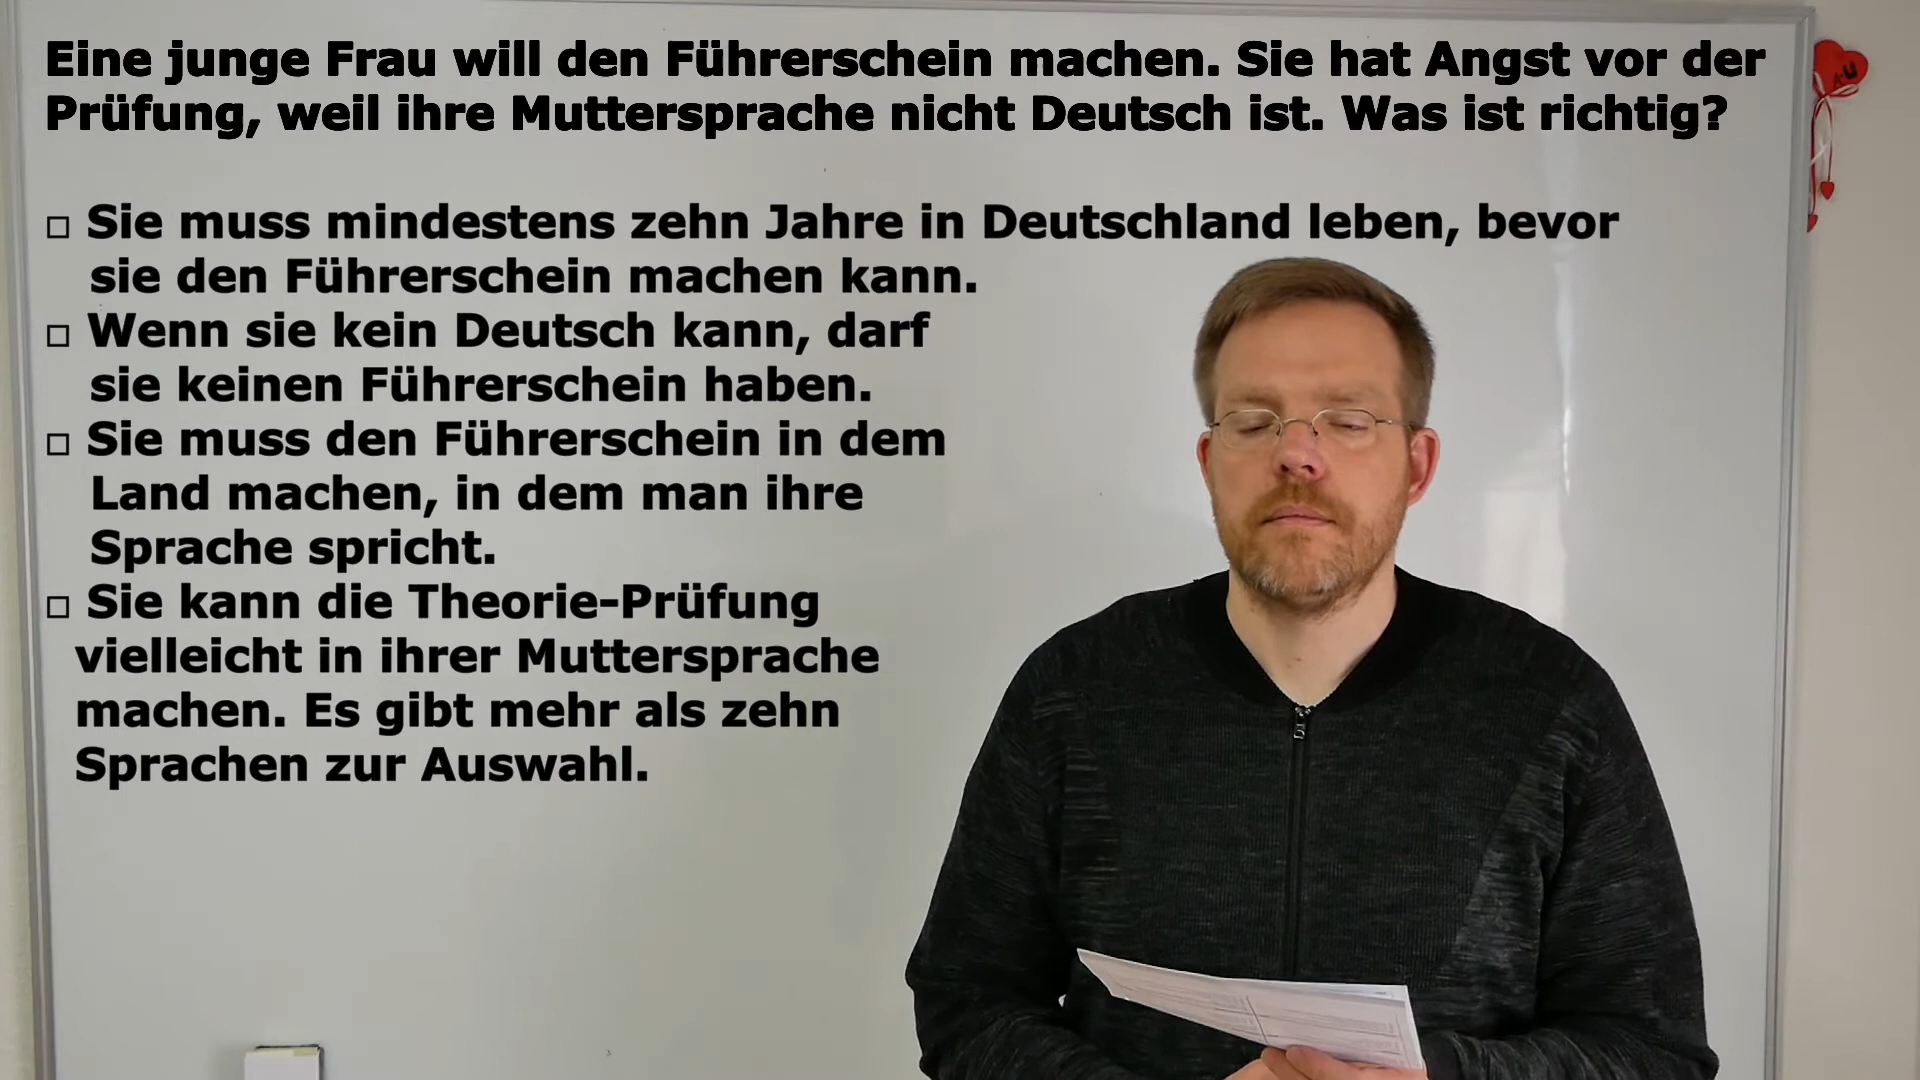 Eine junge Frau will den Führerschein machen. Sie hat Angst vor der
Prüfung, weil ihre Muttersprache nicht Deutsch ist. Was ist richtig?
□ Sie muss mindestens zehn Jahre in Deutschland leben, bevor
sie den Führerschein machen kann.
□ Wenn sie kein Deutsch kann, darf
sie keinen Führerschein haben.
□ Sie muss den Führerschein in dem
Land machen, in dem man ihre
Sprache spricht.
□ Sie kann die Theorie-Prüfung
vielleicht in ihrer Muttersprache
machen. Es gibt mehr als zehn
Sprachen zur Auswahl.